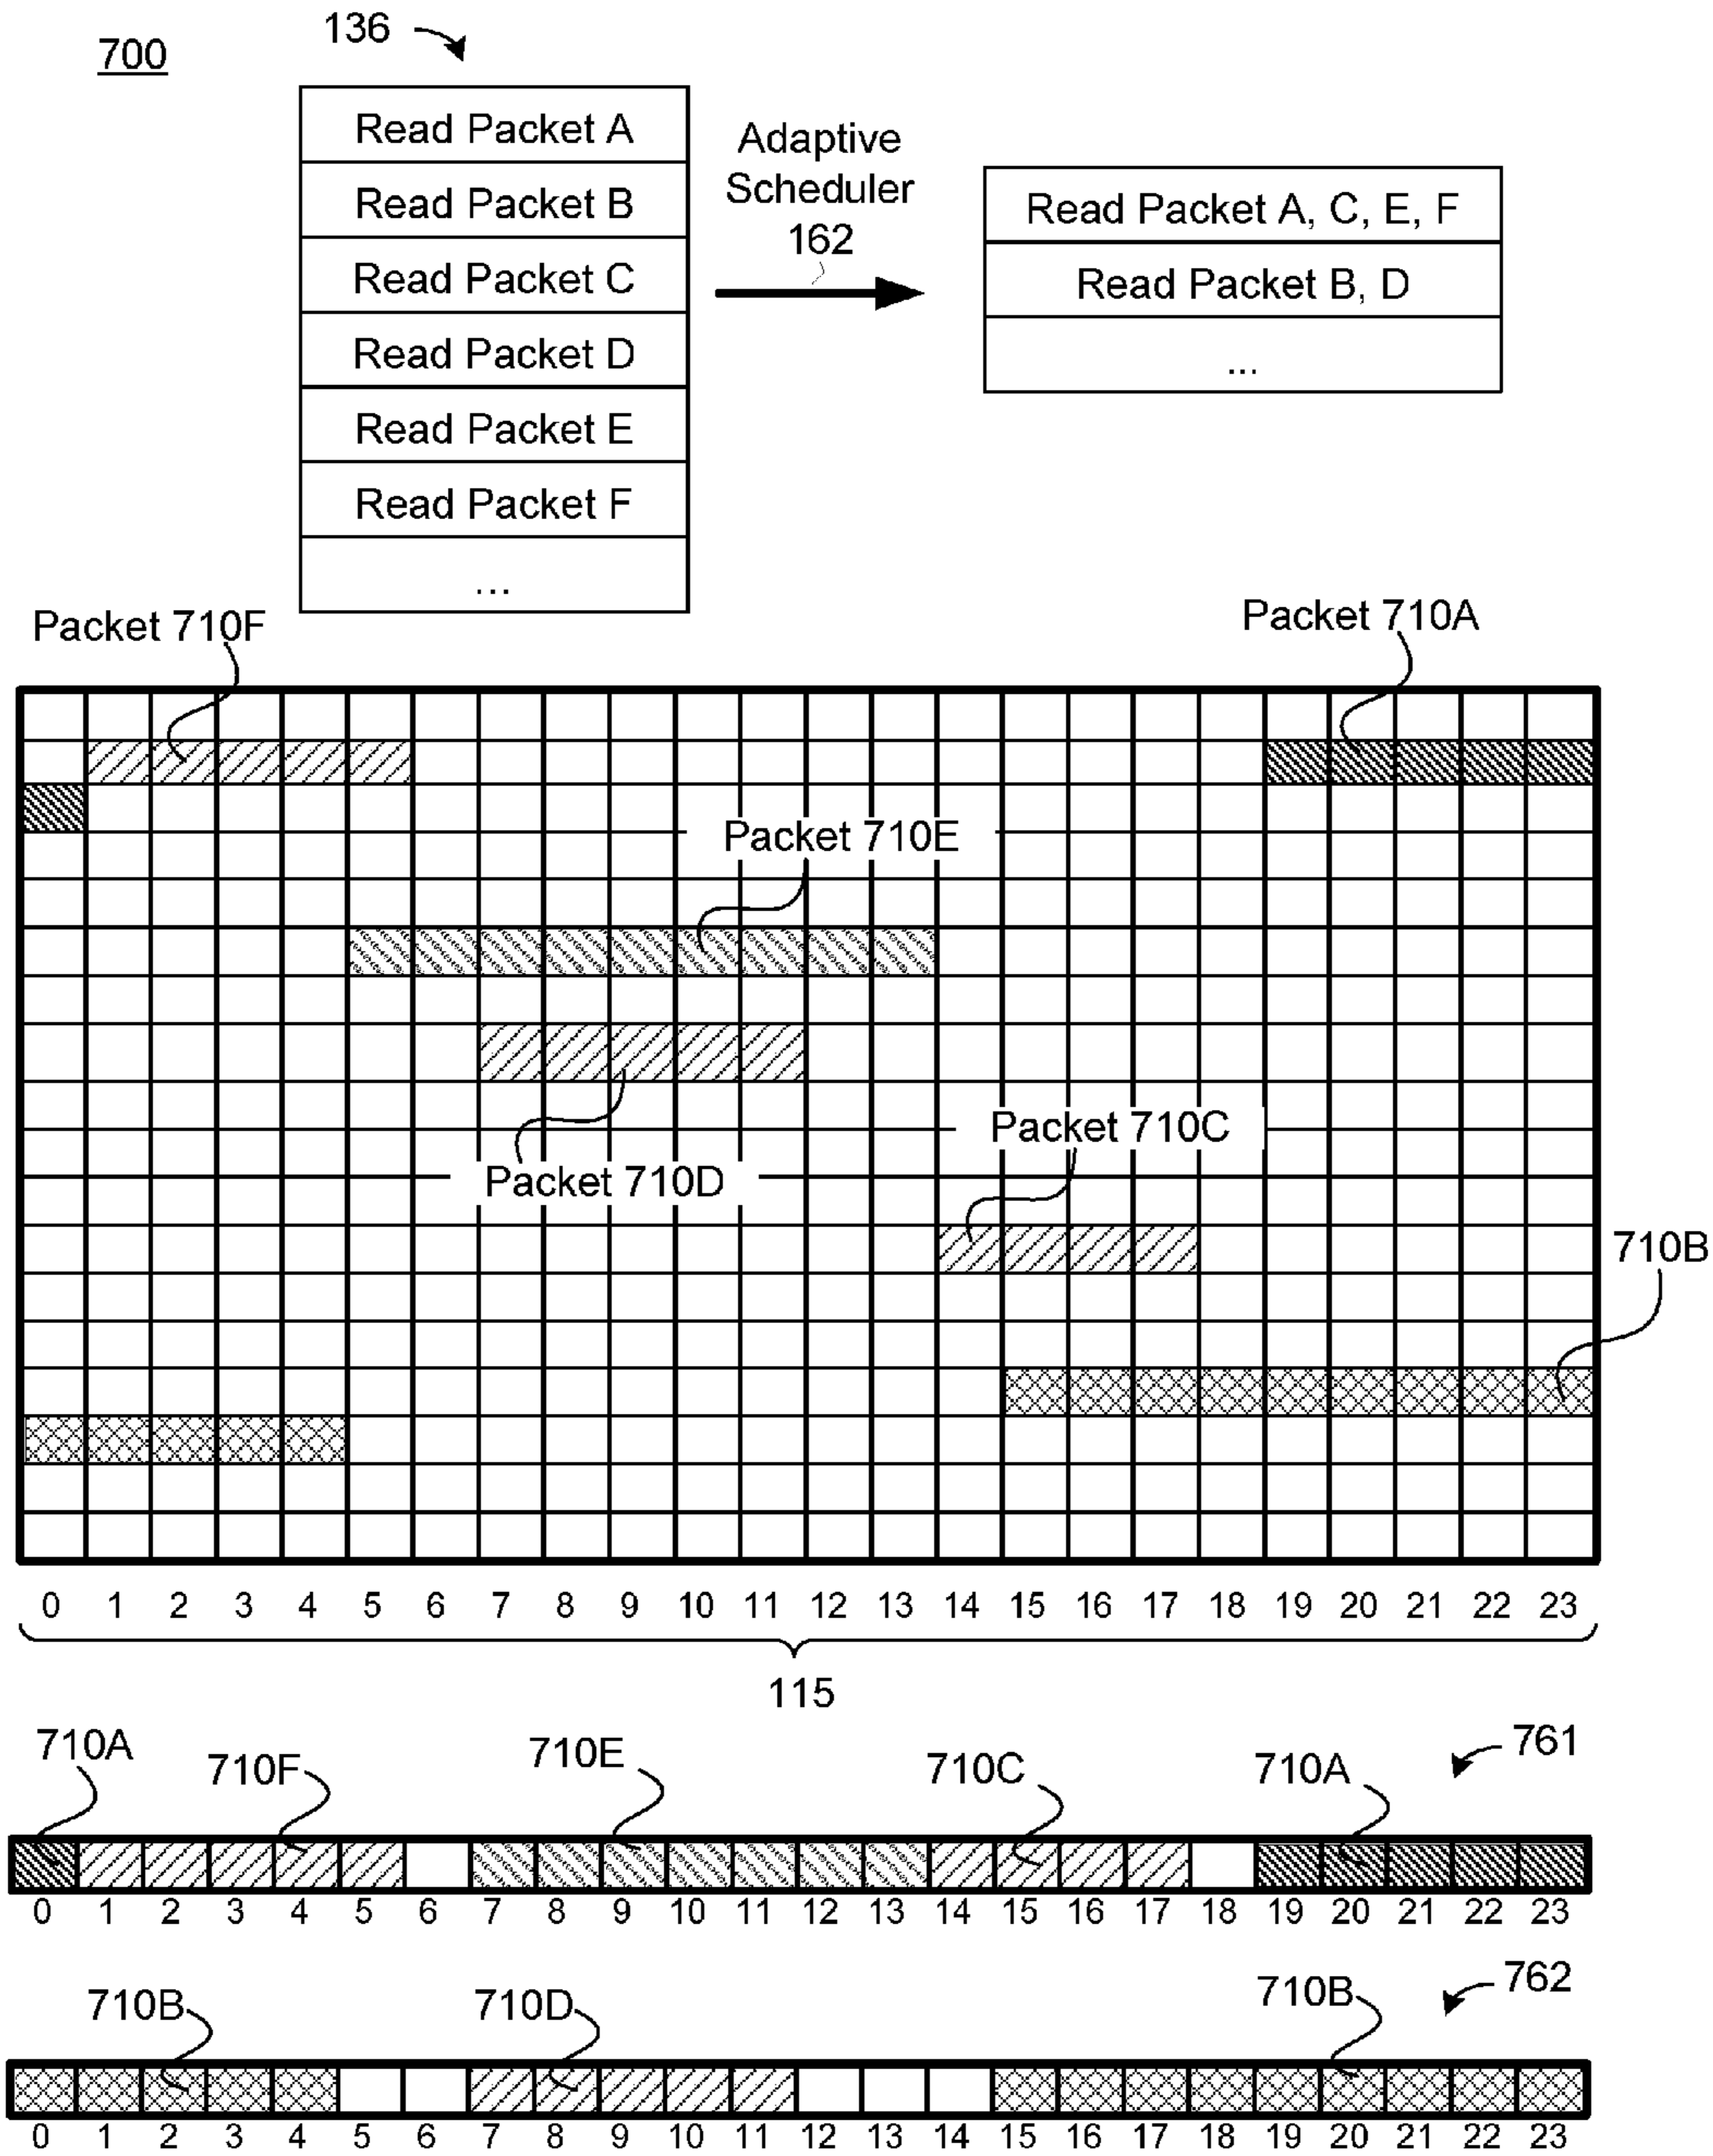 700
136
Read Packet A
Read Packet B
Read Packet C
Read Packet D
Read Packet E
Read Packet F
...
Adaptive
Scheduler
162
Read Packet A, C, E, F
Read Packet B, D
...
Packet 710F
Packet 710A
Packet 710E
Packet 710C
Packet 710D
710B
0 1 2 3 4 5 6 7 8 9 10 11 12 13 14 15 16 17 18 19 20 21 22 23
115
710A 710F 710E 710C 710A 761
0 1 2 3 4 5 6 7 8 9 10 11 12 13 14 15 16 17 18 19 20 21 22 23
710B 710D 710B 762
0 1 2 3 4 5 6 7 8 9 10 11 12 13 14 15 16 17 18 19 20 21 22 23